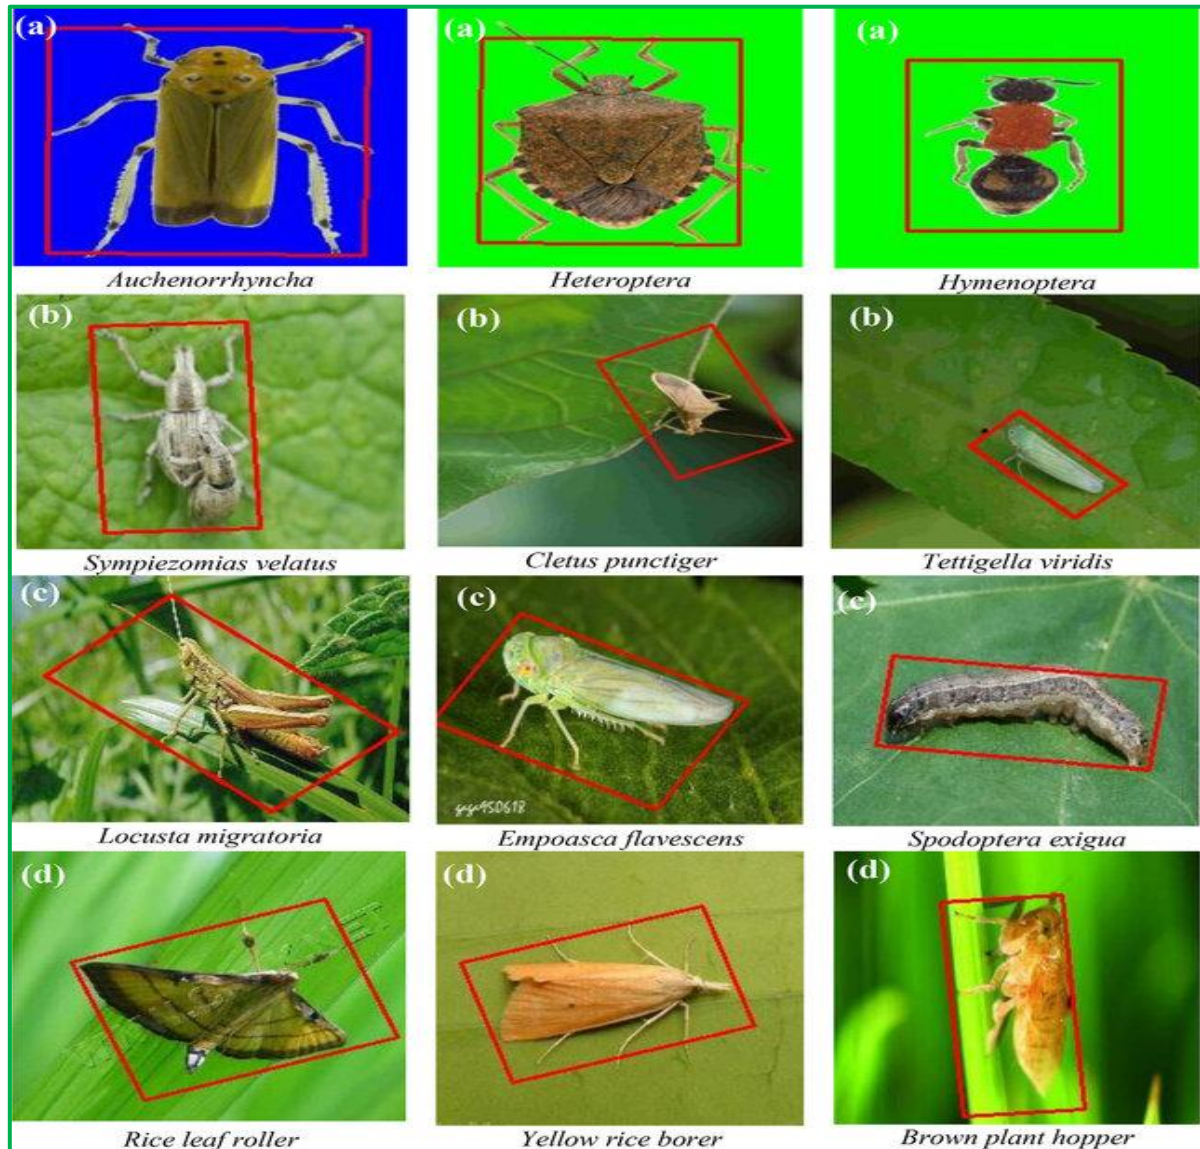 (a) (a) (a)
Auchenorrhyncha Heteroptera Hymenoptera
(b) (b) (b)
Sympiezomias velatus Cletus punctiger Tettigella viridis
(c) (c) (c)
gaga450618
Locusta migratoria Empoasca flavescens Spodoptera exigua
(d) (d) (d)
Rice leaf roller Yellow rice borer Brown plant hopper